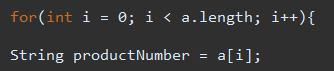 for(int i = 0; i < a.length; i++){
String productNumber = a[i];